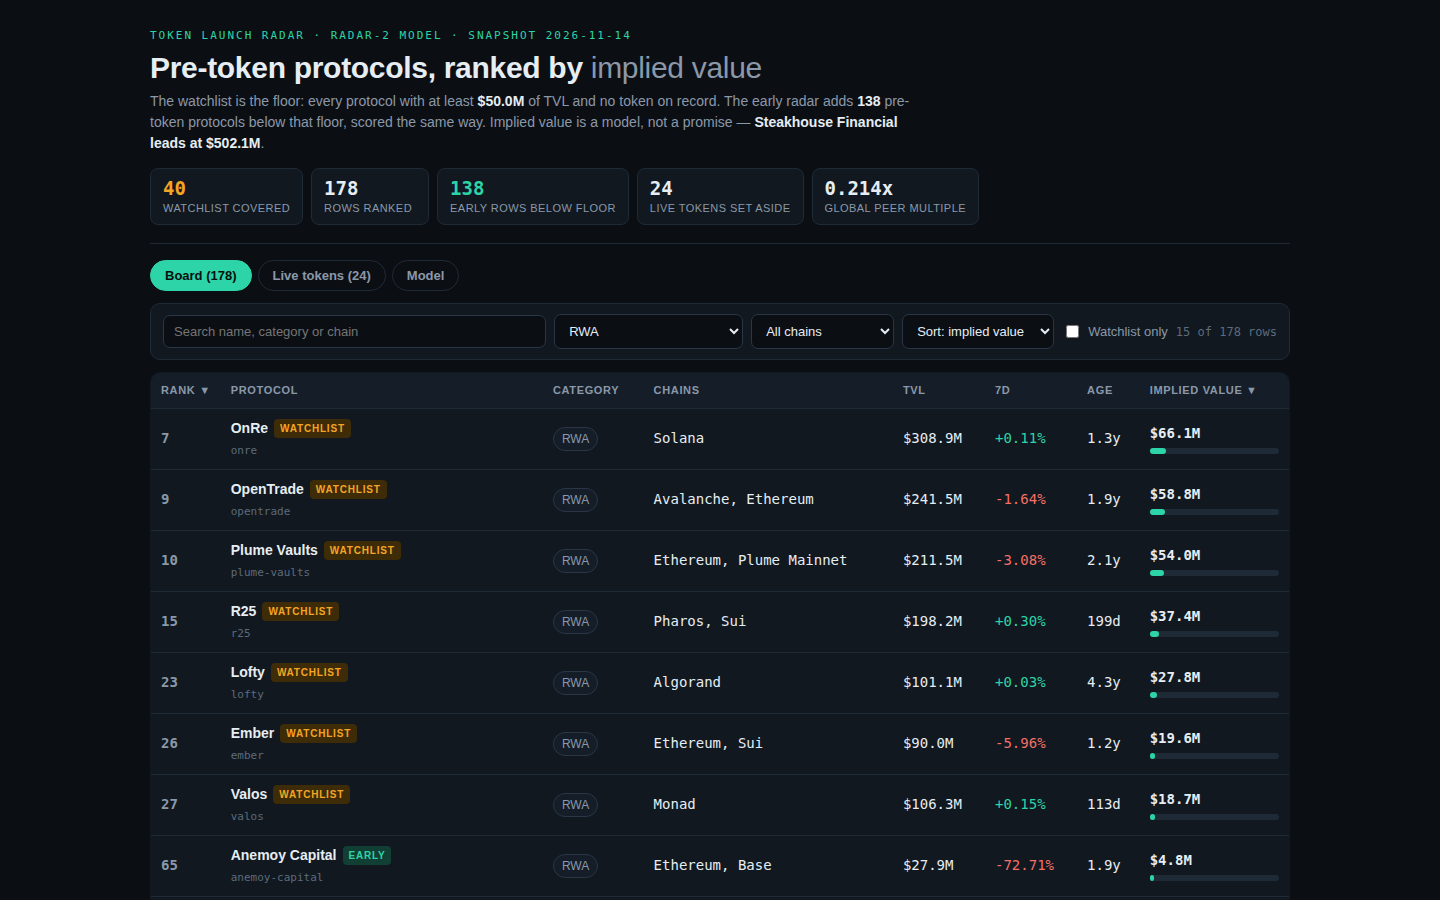 TOKEN LAUNCH RADAR · RADAR-2 MODEL · SNAPSHOT 2026-11-14
Pre-token protocols, ranked by implied value
The watchlist is the floor: every protocol with at least $50.0M of TVL and no token on record. The early radar adds 138 pre-
token protocols below that floor, scored the same way. Implied value is a model, not a promise — Steakhouse Financial
leads at $502.1M.
40 178 138 24 0.214x
WATCHLIST COVERED ROWS RANKED EARLY ROWS BELOW FLOOR LIVE TOKENS SET ASIDE GLOBAL PEER MULTIPLE
Board (178) Live tokens (24) Model
Search name, category or chain RWA All chains Sort: implied value Watchlist only 15 of 178 rows
RANK ▼ PROTOCOL CATEGORY CHAINS TVL 7D AGE IMPLIED VALUE ▼
7 OnRe WATCHLIST RWA Solana $308.9M +0.11% 1.3y $66.1M
onre
9 OpenTrade WATCHLIST RWA Avalanche, Ethereum $241.5M -1.64% 1.9y $58.8M
opentrade
10 Plume Vaults WATCHLIST RWA Ethereum, Plume Mainnet $211.5M -3.08% 2.1y $54.0M
plume-vaults
15 R25 WATCHLIST RWA Pharos, Sui $198.2M +0.30% 199d $37.4M
r25
23 Lofty WATCHLIST RWA Algorand $101.1M +0.03% 4.3y $27.8M
lofty
26 Ember WATCHLIST RWA Ethereum, Sui $90.0M -5.96% 1.2y $19.6M
ember
27 Valos WATCHLIST RWA Monad $106.3M +0.15% 113d $18.7M
valos
65 Anemoy Capital EARLY RWA Ethereum, Base $27.9M -72.71% 1.9y $4.8M
anemoy-capital